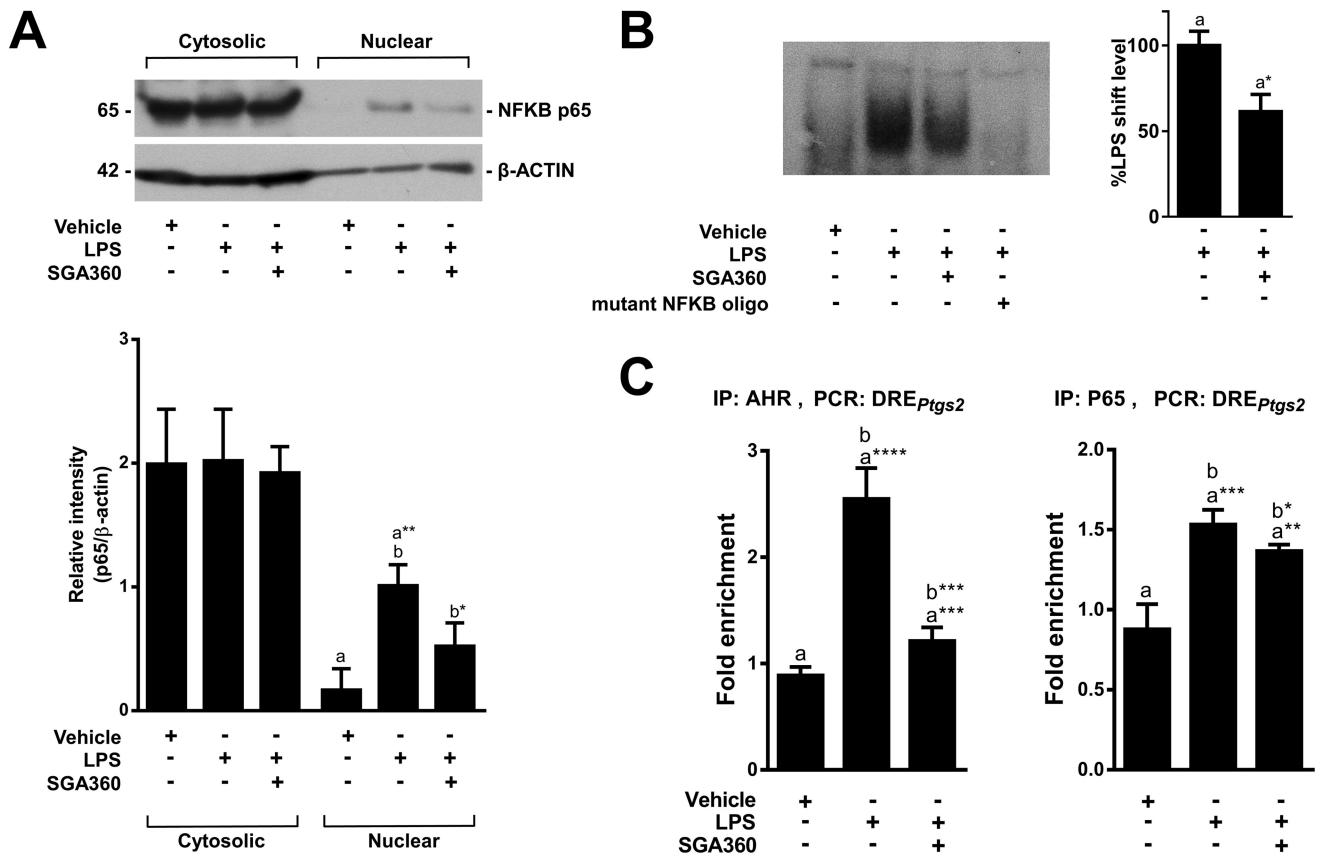 A
Cytosolic Nuclear
65 - - NFKB p65
42 - - β-ACTIN
Vehicle + - - + - -
LPS - + + - + +
SGA360 - - + - - +
3
2
1
0
Relative intensity
(p65/β-actin)
a
a**
b
b*
Vehicle + - - + - -
LPS - + + - + +
SGA360 - - + - - +
Cytosolic Nuclear
B
Vehicle + - - -
LPS - + + +
SGA360 - - + -
mutant NFKB oligo - - - +
%LPS shift level
100
50
0
a
a*
- -
+ +
- +
- -
C
IP: AHR , PCR: DREPtgs2
Fold enrichment
3
2
1
0
a
b
a****
b***
a***
Vehicle + - -
LPS - + +
SGA360 - - +
IP: P65 , PCR: DREPtgs2
Fold enrichment
2.0
1.5
1.0
0.5
0.0
a
b
a***
b*
a**
+ - -
- + +
- - +